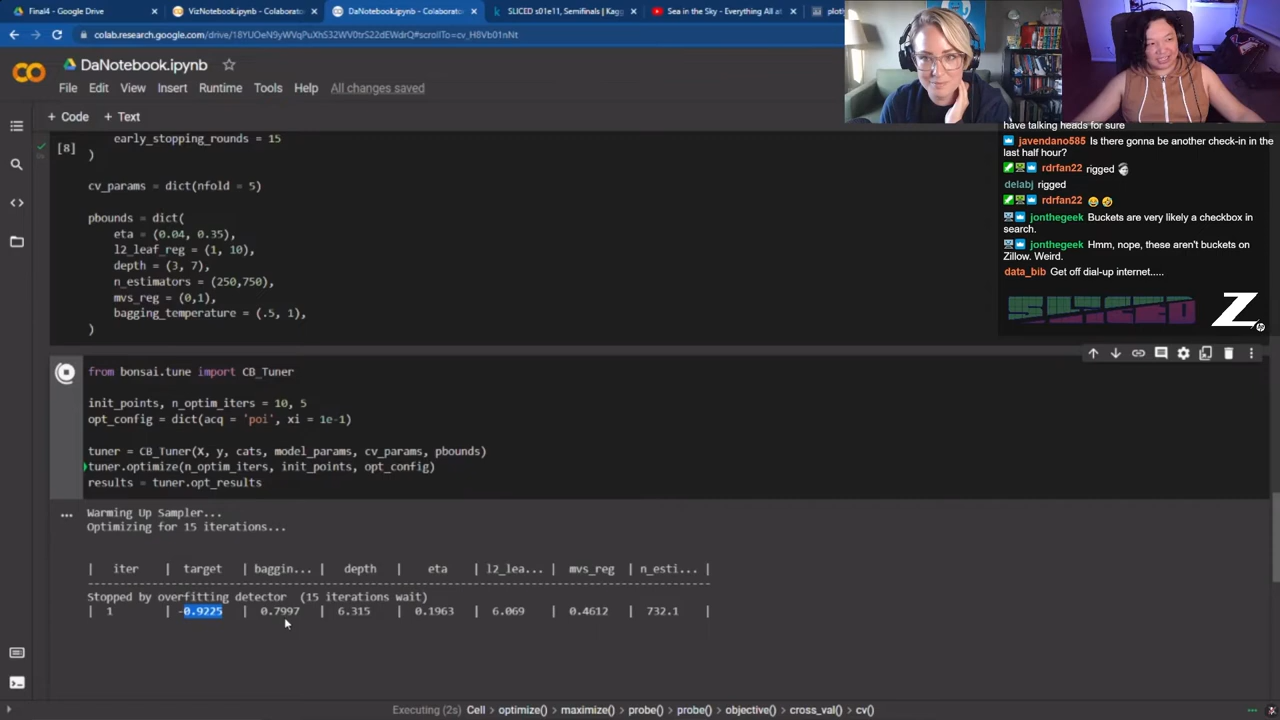 Final4 - Google Drive
VizNotebook.ipynb - Colaborato
DaNotebook.ipynb - Colaborato
SLICED s01e11, Semifinals | Kagg
Sea in the Sky - Everything All at
plot
colab.research.google.com/drive/
DaNotebook.ipynb
File Edit View Insert Runtime Tools Help All changes saved
+ Code + Text
early_stopping_rounds = 15
[8]
)
cv_params = dict(nfold = 5)
pbounds = dict(
eta = (0.04, 0.35),
l2_leaf_reg = (1, 10),
depth = (3, 7),
n_estimators = (250,750),
mvs_reg = (0,1),
bagging_temperature = (.5, 1),
)
from bonsai.tune import CB_Tuner
init_points, n_optim_iters = 10, 5
opt_config = dict(acq = 'poi', xi = 1e-1)
tuner = CB_Tuner(X, y, cats, model_params, cv_params, pbounds)
tuner.optimize(n_optim_iters, init_points, opt_config)
results = tuner.opt_results
... Warming Up Sampler...
Optimizing for 15 iterations...
| iter | target | baggin... | depth | eta | l2_lea... | mvs_reg | n_esti... |
-------------------------------------------------------------------------------------------------
Stopped by overfitting detector (15 iterations wait)
| 1 | -0.9225 | 0.7997 | 6.315 | 0.1963 | 6.069 | 0.4612 | 732.1 |
Executing (2s) Cell > optimize() > maximize() > probe() > probe() > objective() > cross_val() > cv()
have talking heads for sure
javendano585 Is there gonna be another check-in in the
last half hour?
rdrfan22 rigged
delabj rigged
rdrfan22
jonthegeek Buckets are very likely a checkbox in
search.
jonthegeek Hmm, nope, these aren't buckets on
Zillow. Weird.
data_bib Get off dial-up internet.....
SLICED
Z
hp